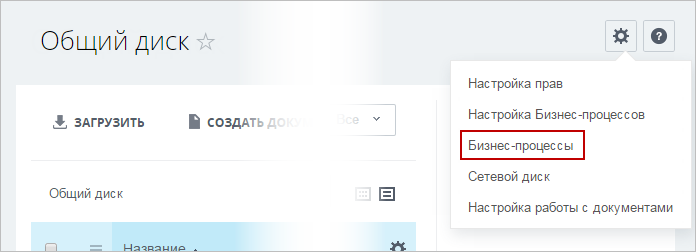 Общий диск
?
Настройка прав
Настройка Бизнес-процессов
Бизнес-процессы
Сетевой диск
Настройка работы с документами
ЗАГРУЗИТЬ
СОЗДАТЬ
Все
Общий диск
Название